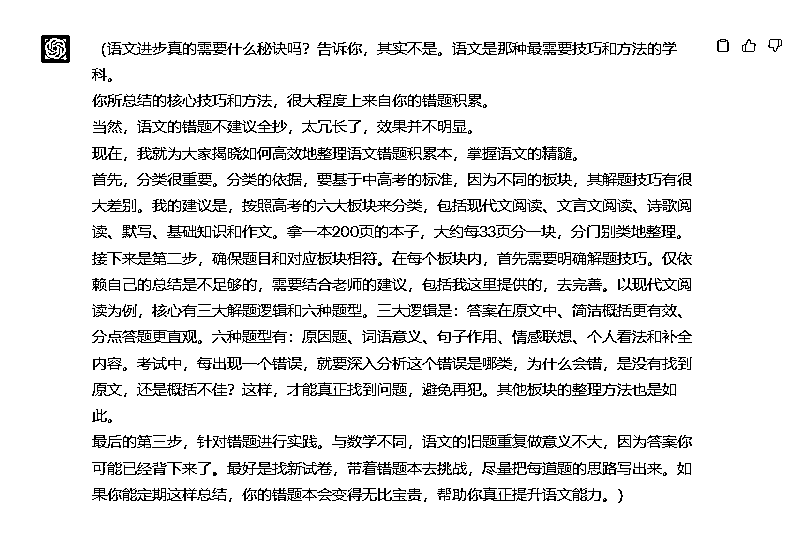 （语文进步真的需要什么秘诀吗？告诉你，其实不是。语文是那种最需要技巧和方法的学
科。
你所总结的核心技巧和方法，很大程度上来自你的错题积累。
当然，语文的错题不建议全抄，太冗长了，效果并不明显。
现在，我就为大家揭晓如何高效地整理语文错题积累本，掌握语文的精髓。
首先，分类很重要。分类的依据，要基于中高考的标准，因为不同的板块，其解题技巧有很
大差别。我的建议是，按照高考的六大板块来分类，包括现代文阅读、文言文阅读、诗歌阅
读、默写、基础知识和作文。拿一本200页的本子，大约每33页分一块，分门别类地整理。
接下来是第二步，确保题目和对应板块相符。在每个板块内，首先需要明确解题技巧。仅依
赖自己的总结是不足够的，需要结合老师的建议，包括我这里提供的，去完善。以现代文阅
读为例，核心有三大解题逻辑和六种题型。三大逻辑是：答案在原文中、简洁概括更有效、
分点答题更直观。六种题型有：原因题、词语意义、句子作用、情感联想、个人看法和补全
内容。考试中，每出现一个错误，就要深入分析这个错误是哪类，为什么会错，是没有找到
原文，还是概括不佳？这样，才能真正找到问题，避免再犯。其他板块的整理方法也是如
此。
最后的第三步，针对错题进行实践。与数学不同，语文的旧题重复做意义不大，因为答案你
可能已经背下来了。最好是找新试卷，带着错题本去挑战，尽量把每道题的思路写出来。如
果你能定期这样总结，你的错题本会变得无比宝贵，帮助你真正提升语文能力。）